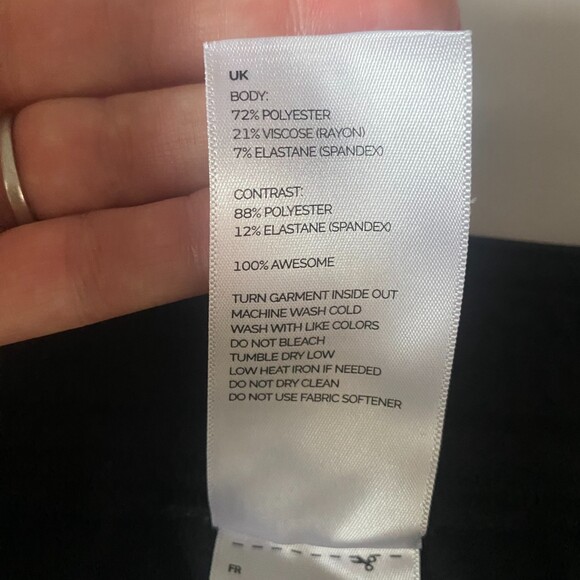 UK
BODY:
72% POLYESTER
21% VISCOSE (RAYON)
7% ELASTANE (SPANDEX)
CONTRAST:
88% POLYESTER
12% ELASTANE (SPANDEX)
100% AWESOME
TURN GARMENT INSIDE OUT
MACHINE WASH COLD
WASH WITH LIKE COLORS
DO NOT BLEACH
TUMBLE DRY LOW
LOW HEAT IRON IF NEEDED
DO NOT DRY CLEAN
DO NOT USE FABRIC SOFTENER
FR